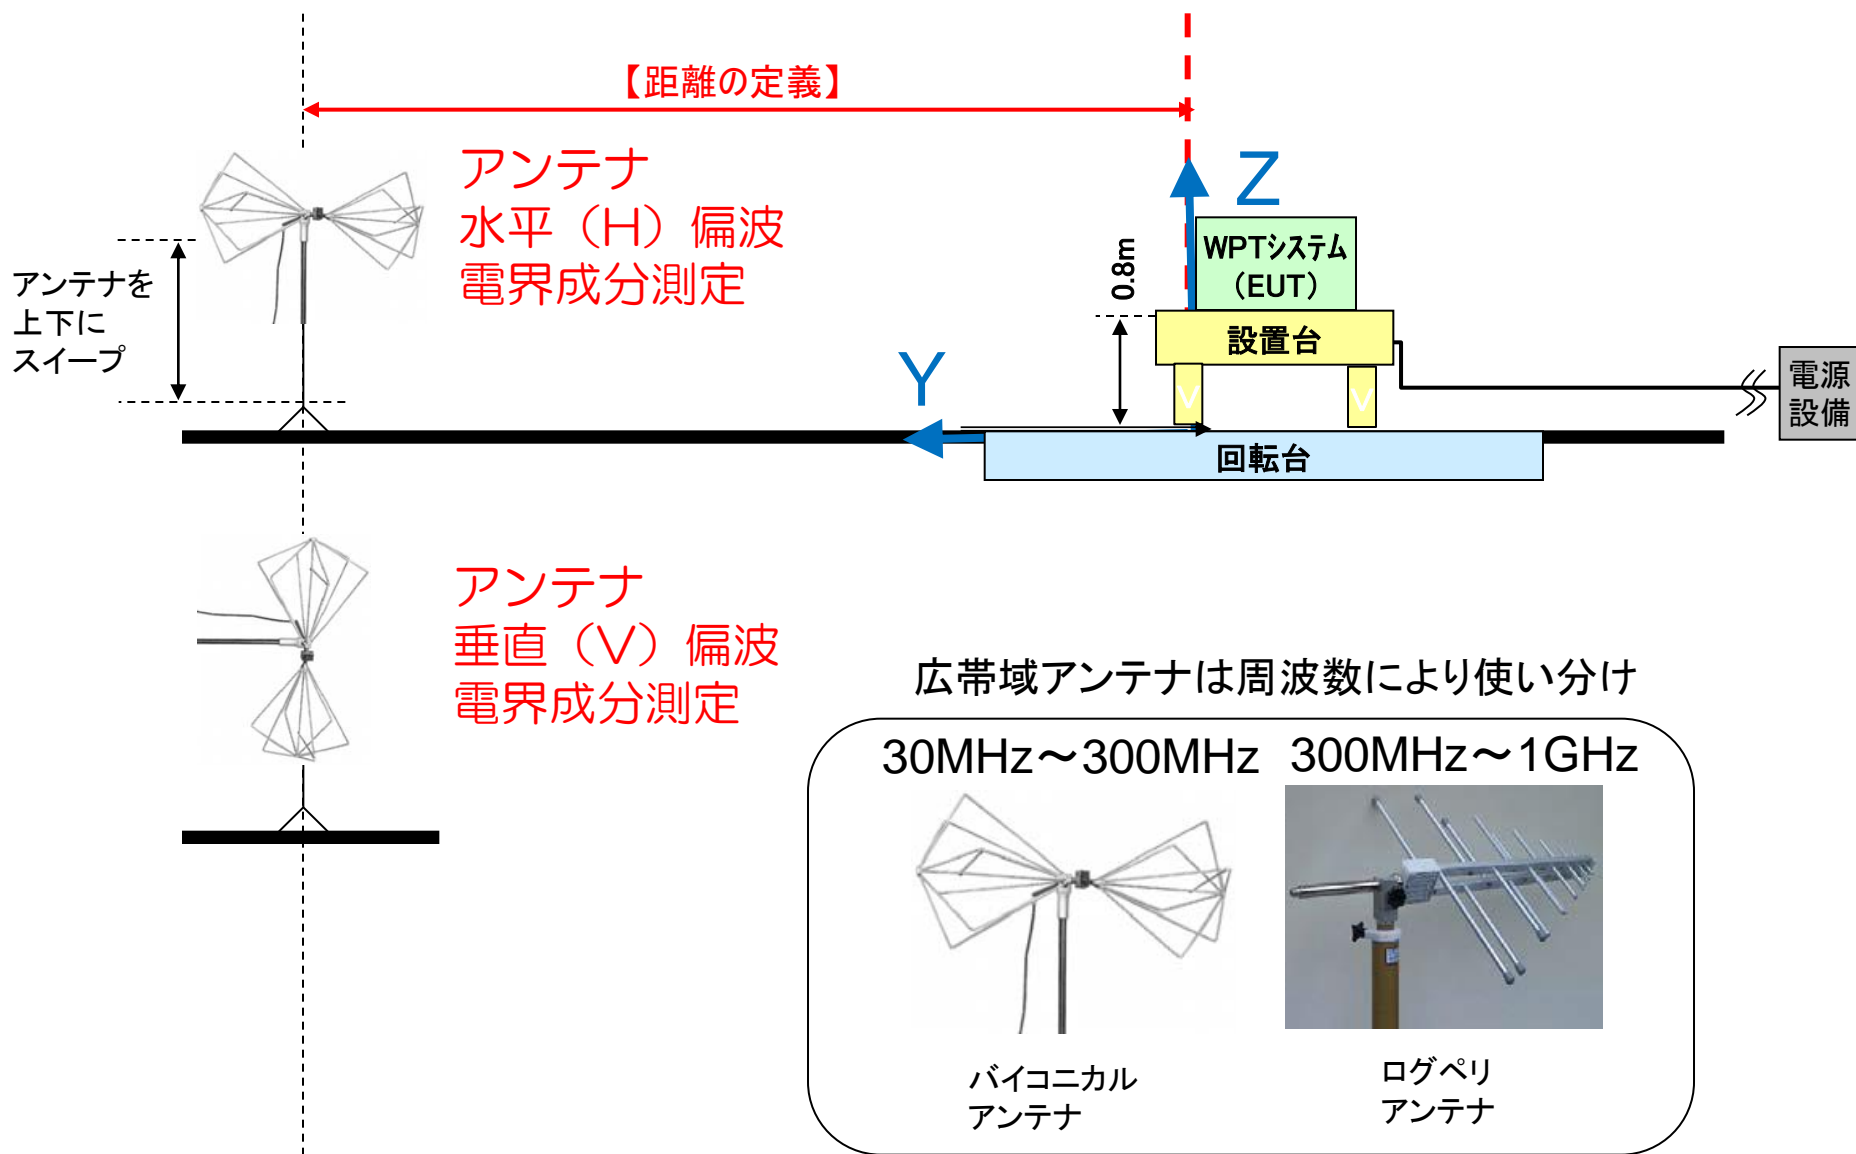 【距離の定義】
アンテナ
水平（H）偏波
電界成分測定
Z
WPTシステム
（EUT）
0.8m
アンテナを
上下に
スイープ
設置台
Y
V
V
電源
設備
回転台
アンテナ
垂直（V）偏波
電界成分測定
広帯域アンテナは周波数により使い分け
30MHz～300MHz
300MHz～1GHz
バイコニカル
アンテナ
ログペリ
アンテナ